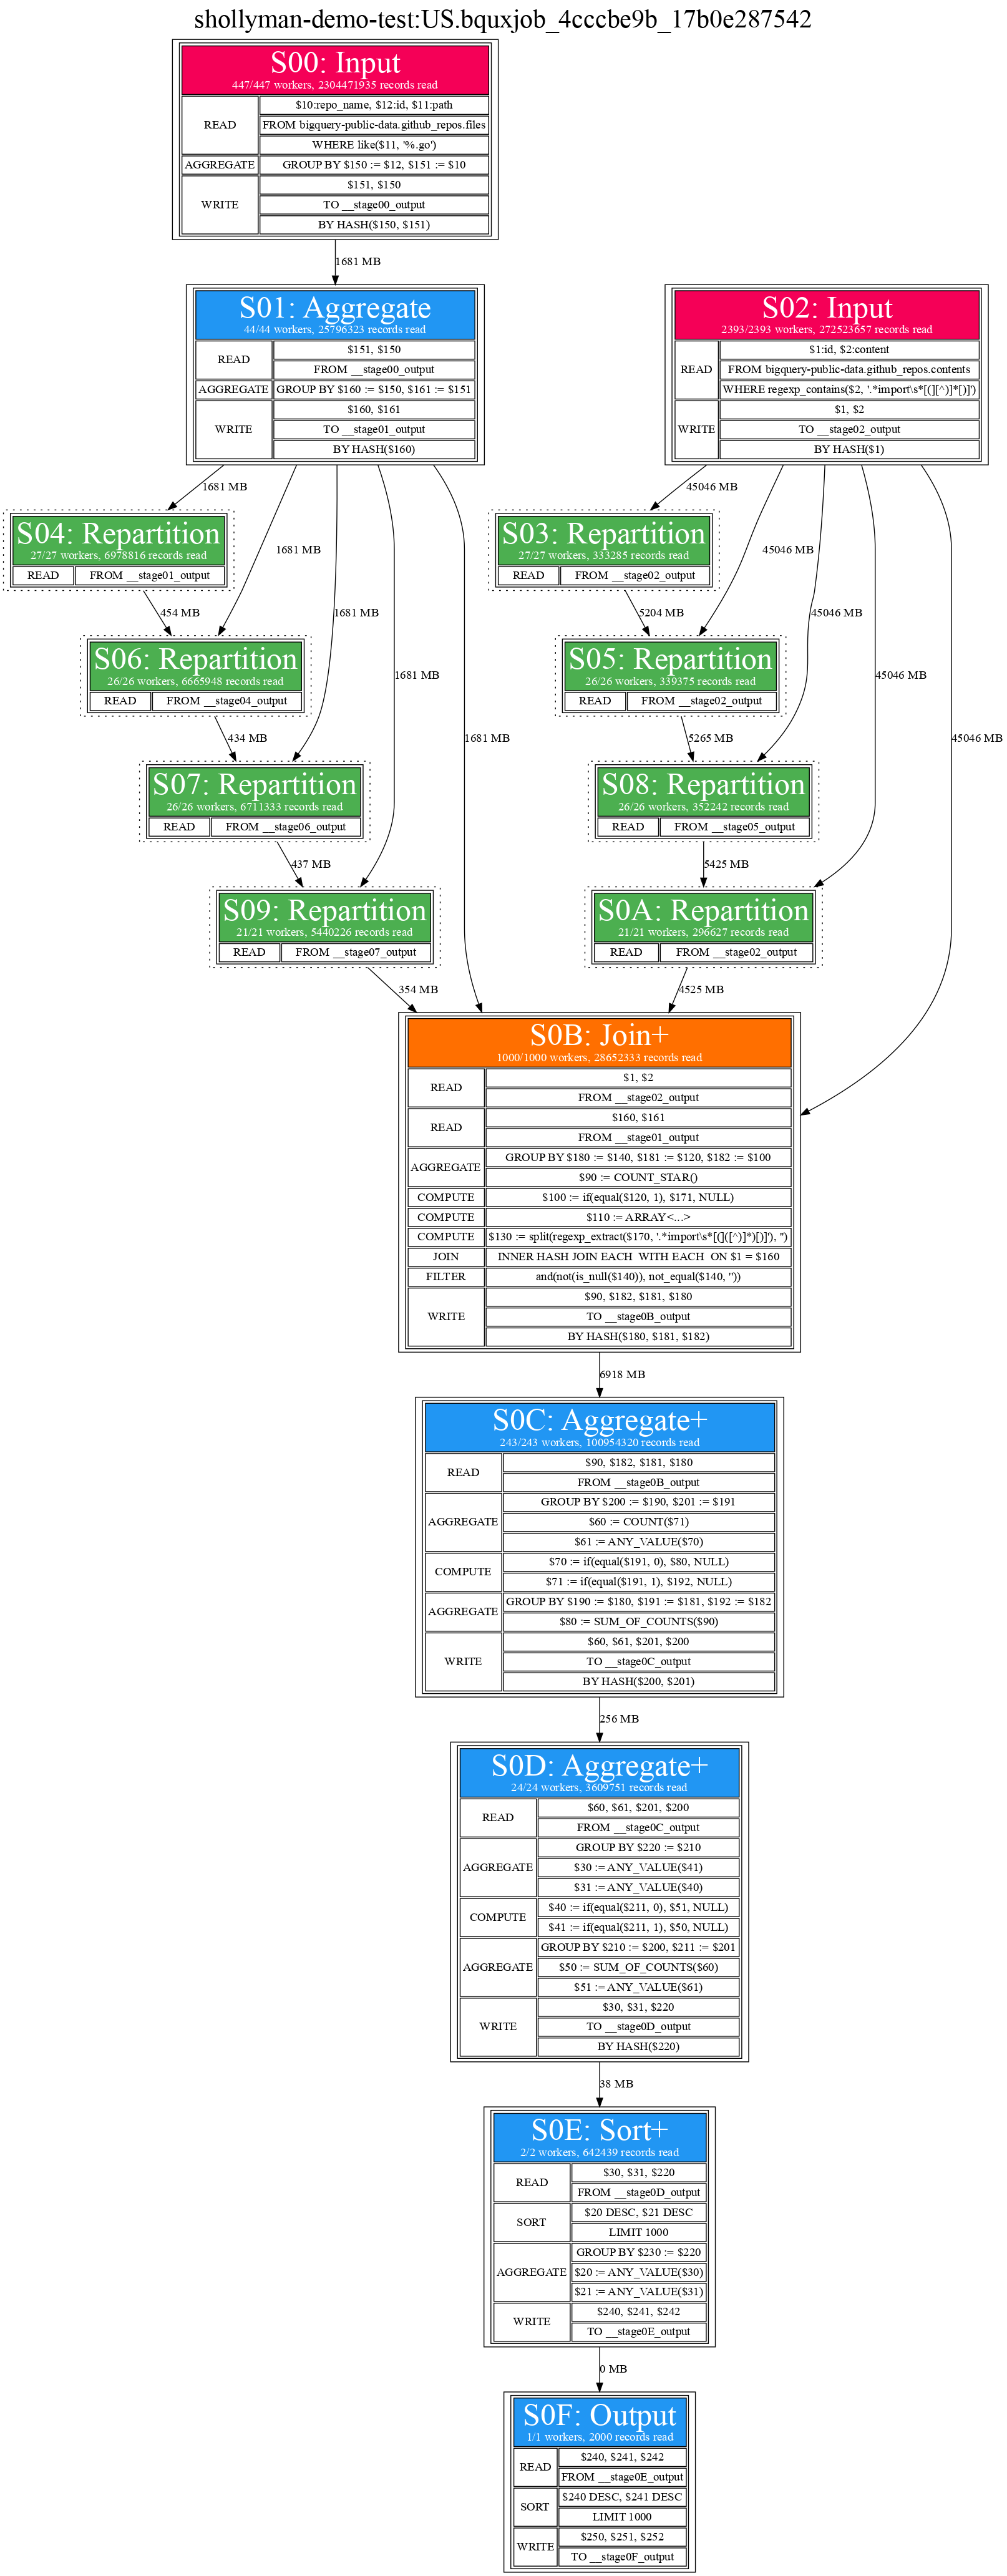 shollyman-demo-test:US.bquxjob_4cccbe9b_17b0e287542
S00: Input
447/447 workers, 2304471935 records read
READ
$10:repo_name, $12:id, $11:path
FROM bigquery-public-data.github_repos.files
WHERE like($11, '%.go')
AGGREGATE
GROUP BY $150 := $12, $151 := $10
WRITE
$151, $150
TO __stage00_output
BY HASH($150, $151)
1681 MB
S01: Aggregate
44/44 workers, 25796323 records read
READ
$151, $150
FROM __stage00_output
AGGREGATE
GROUP BY $160 := $150, $161 := $151
WRITE
$160, $161
TO __stage01_output
BY HASH($160)
S02: Input
2393/2393 workers, 272523657 records read
READ
$1:id, $2:content
FROM bigquery-public-data.github_repos.contents
WHERE regexp_contains($2, '.*import\s*[(][^)]*[)]')
WRITE
$1, $2
TO __stage02_output
BY HASH($1)
1681 MB
45046 MB
S04: Repartition
27/27 workers, 6978816 records read
READ
FROM __stage01_output
1681 MB
S03: Repartition
27/27 workers, 333285 records read
READ
FROM __stage02_output
45046 MB
454 MB
1681 MB
5204 MB
45046 MB
S06: Repartition
26/26 workers, 6665948 records read
READ
FROM __stage04_output
1681 MB
S05: Repartition
26/26 workers, 339375 records read
READ
FROM __stage02_output
45046 MB
434 MB
1681 MB
5265 MB
45046 MB
S07: Repartition
26/26 workers, 6711333 records read
READ
FROM __stage06_output
S08: Repartition
26/26 workers, 352242 records read
READ
FROM __stage05_output
437 MB
5425 MB
S09: Repartition
21/21 workers, 5440226 records read
READ
FROM __stage07_output
S0A: Repartition
21/21 workers, 296627 records read
READ
FROM __stage02_output
354 MB
4525 MB
S0B: Join+
1000/1000 workers, 28652333 records read
READ
$1, $2
FROM __stage02_output
READ
$160, $161
FROM __stage01_output
AGGREGATE
GROUP BY $180 := $140, $181 := $120, $182 := $100
$90 := COUNT_STAR()
COMPUTE
$100 := if(equal($120, 1), $171, NULL)
COMPUTE
$110 := ARRAY<...>
COMPUTE
$130 := split(regexp_extract($170, '.*import\s*[(]([^)]*)[)]'), '')
JOIN
INNER HASH JOIN EACH  WITH EACH  ON $1 = $160
FILTER
and(not(is_null($140)), not_equal($140, ''))
WRITE
$90, $182, $181, $180
TO __stage0B_output
BY HASH($180, $181, $182)
6918 MB
S0C: Aggregate+
243/243 workers, 100954320 records read
READ
$90, $182, $181, $180
FROM __stage0B_output
AGGREGATE
GROUP BY $200 := $190, $201 := $191
$60 := COUNT($71)
$61 := ANY_VALUE($70)
COMPUTE
$70 := if(equal($191, 0), $80, NULL)
$71 := if(equal($191, 1), $192, NULL)
AGGREGATE
GROUP BY $190 := $180, $191 := $181, $192 := $182
$80 := SUM_OF_COUNTS($90)
WRITE
$60, $61, $201, $200
TO __stage0C_output
BY HASH($200, $201)
256 MB
S0D: Aggregate+
24/24 workers, 3609751 records read
READ
$60, $61, $201, $200
FROM __stage0C_output
AGGREGATE
GROUP BY $220 := $210
$30 := ANY_VALUE($41)
$31 := ANY_VALUE($40)
COMPUTE
$40 := if(equal($211, 0), $51, NULL)
$41 := if(equal($211, 1), $50, NULL)
AGGREGATE
GROUP BY $210 := $200, $211 := $201
$50 := SUM_OF_COUNTS($60)
$51 := ANY_VALUE($61)
WRITE
$30, $31, $220
TO __stage0D_output
BY HASH($220)
38 MB
S0E: Sort+
2/2 workers, 642439 records read
READ
$30, $31, $220
FROM __stage0D_output
SORT
$20 DESC, $21 DESC
LIMIT 1000
AGGREGATE
GROUP BY $230 := $220
$20 := ANY_VALUE($30)
$21 := ANY_VALUE($31)
WRITE
$240, $241, $242
TO __stage0E_output
0 MB
S0F: Output
1/1 workers, 2000 records read
READ
$240, $241, $242
FROM __stage0E_output
SORT
$240 DESC, $241 DESC
LIMIT 1000
WRITE
$250, $251, $252
TO __stage0F_output